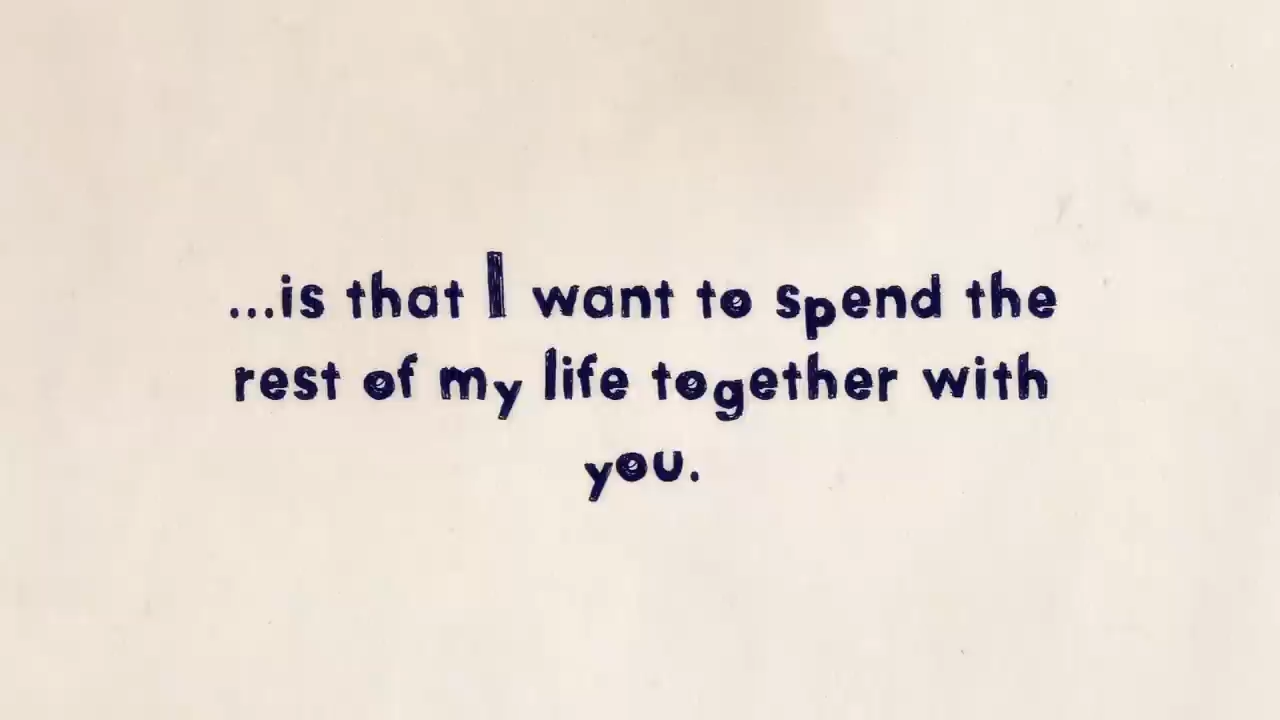 ...is that I want to spend the
rest of my life together with
you.